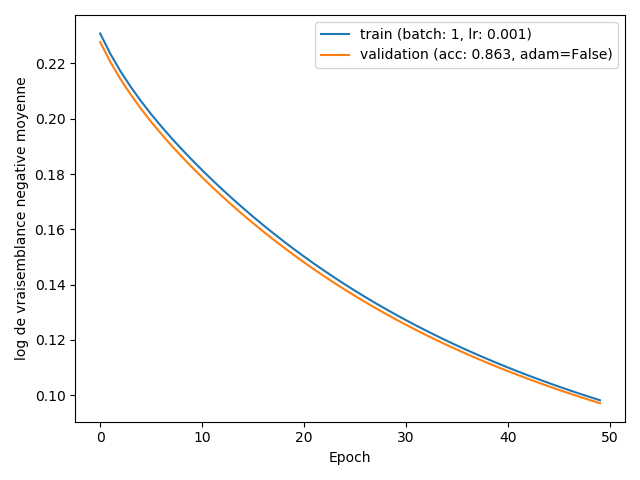 train (batch: 1, lr: 0.001)
validation (acc: 0.863, adam=False)
log de vraisemblance negative moyenne
0.22
0.20
0.18
0.16
0.14
0.12
0.10
0 10 20 30 40 50
Epoch